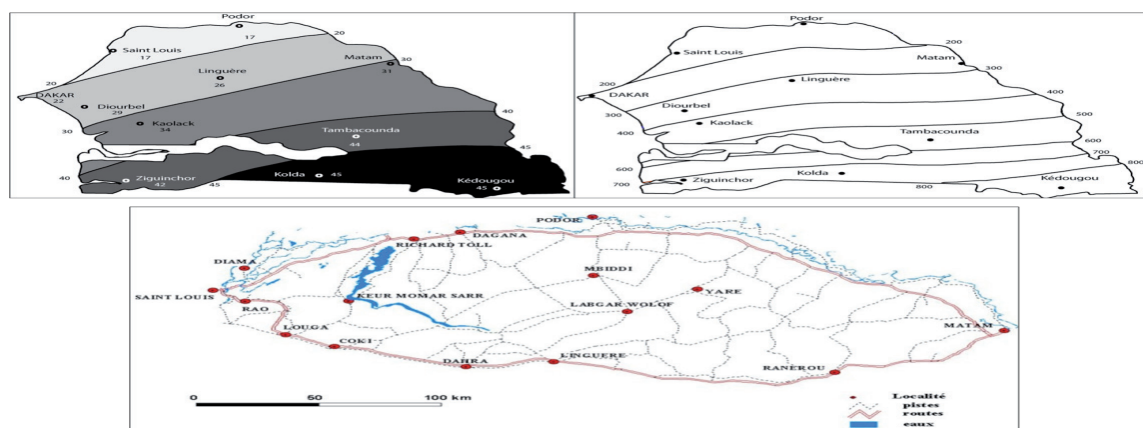 Podor
17
20
Saint Louis
17
Matam
30
31
Linguère
26
20
DAKAR
22
Diourbel
29
Kaolack
34
40
30
Tambacounda
44
45
40
Ziguinchor
42
45
Kolda
45
Kédougou
45
Podor
200
Saint Louis
Matam
300
Linguère
200
DAKAR
400
Diourbel
300
Kaolack
500
400
Tambacounda
600
700
600
700
Ziguinchor
Kolda
800
800
Kédougou
PODOR
DAGANA
RICHARD TOLL
DIAMA
MBIDDI
SAINT LOUIS
YARE
KEUR MOMAR SARR
RAO
LABGAR WOLOF
LOUGA
MATAM
COKI
DAHRA
LINGUERE
RANEROU
0 50 100 km
Localité
pistes
routes
eaux